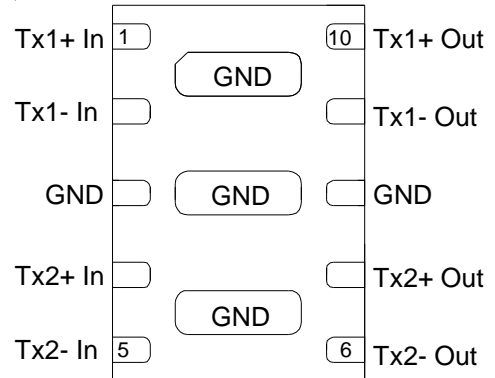 Tx1+ In 1 10 Tx1+ Out
GND
Tx1- In Tx1- Out
GND GND GND
Tx2+ In Tx2+ Out
GND
Tx2- In 5 6 Tx2- Out